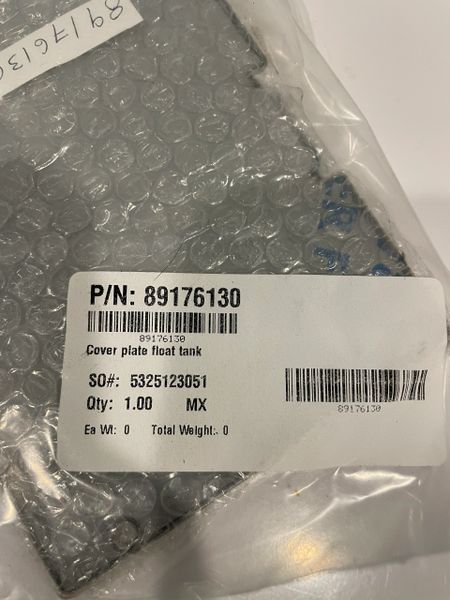 89176130
ER
P/N: 89176130
89176130
Cover plate float tank
SO#: 5325123051
Qty: 1.00 MX
89176130
Ea Wt: 0 Total Weight: 0